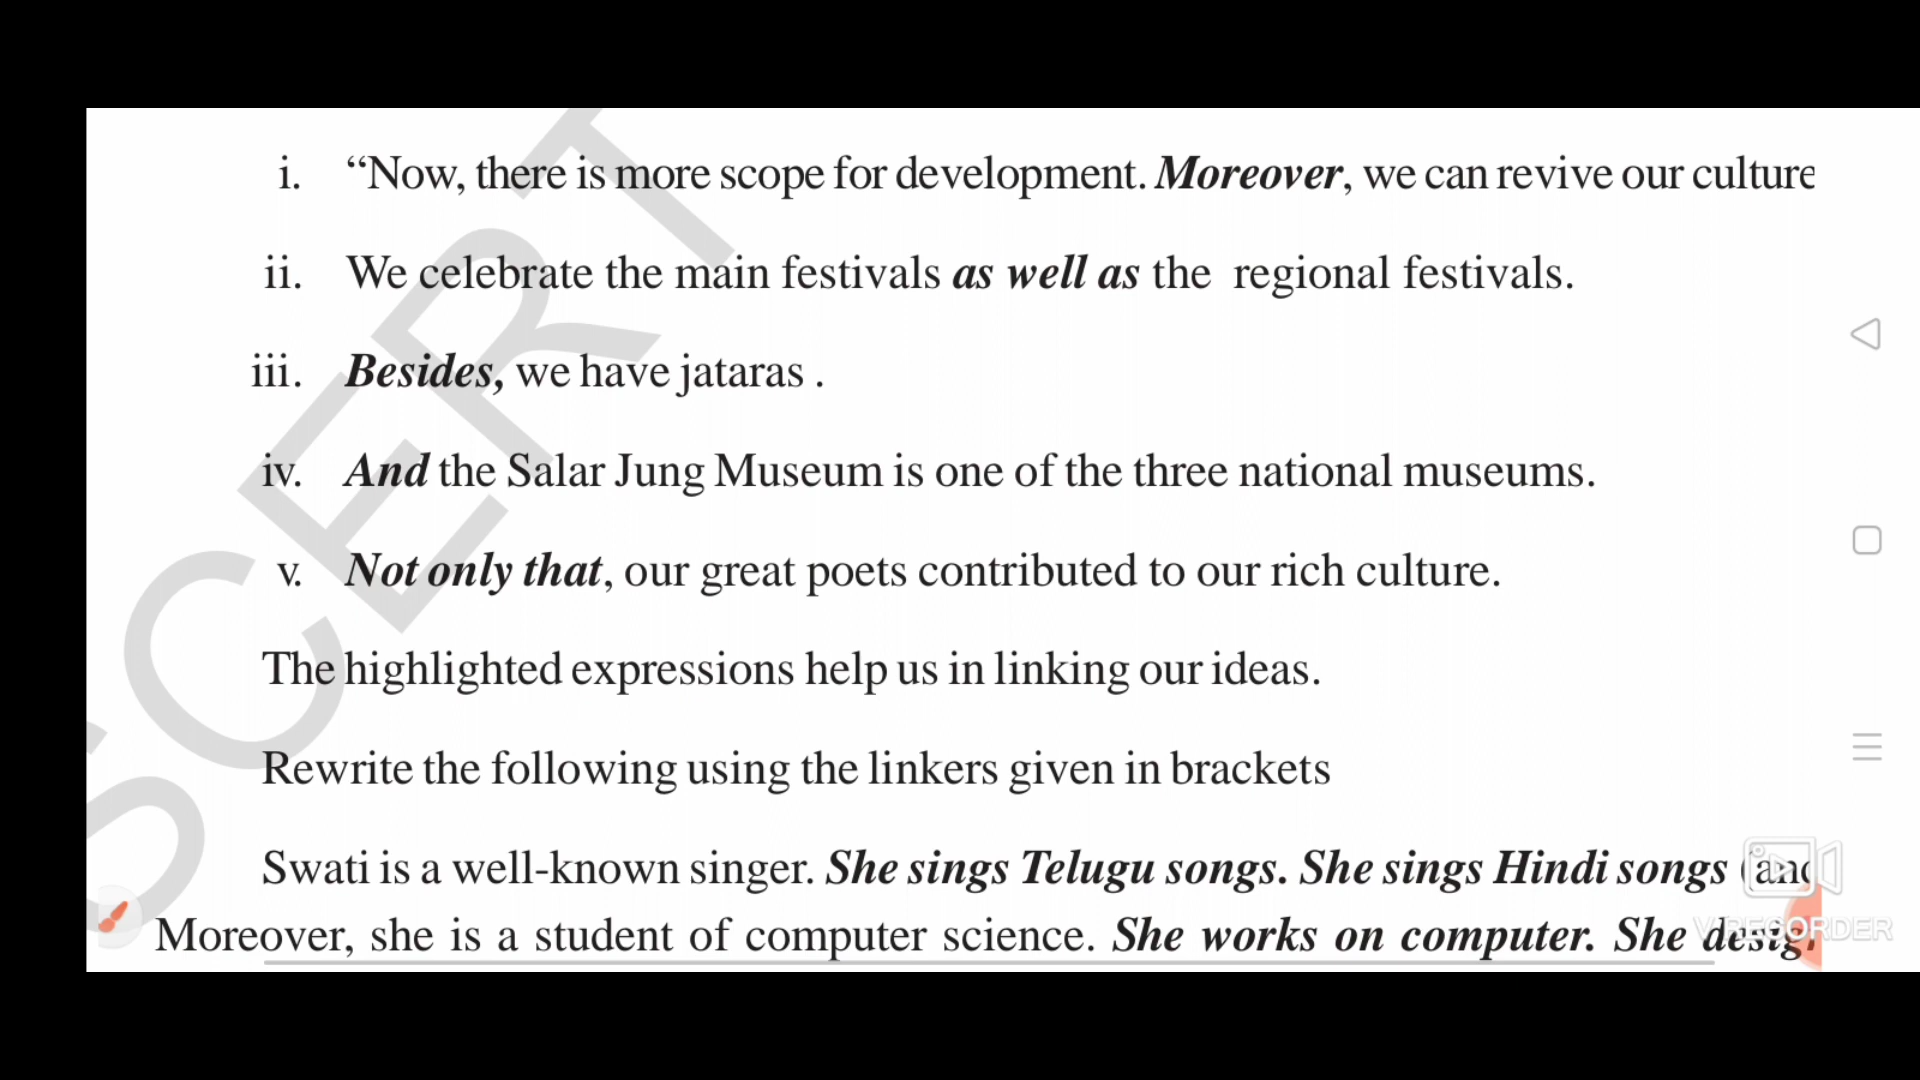 i. “Now, there is more scope for development. Moreover, we can revive our culture
ii. We celebrate the main festivals as well as the regional festivals.
iii. Besides, we have jataras .
iv. And the Salar Jung Museum is one of the three national museums.
v. Not only that, our great poets contributed to our rich culture.
The highlighted expressions help us in linking our ideas.
Rewrite the following using the linkers given in brackets
Swati is a well-known singer. She sings Telugu songs. She sings Hindi songs
Moreover, she is a student of computer science. She works on computer. She
SCERT